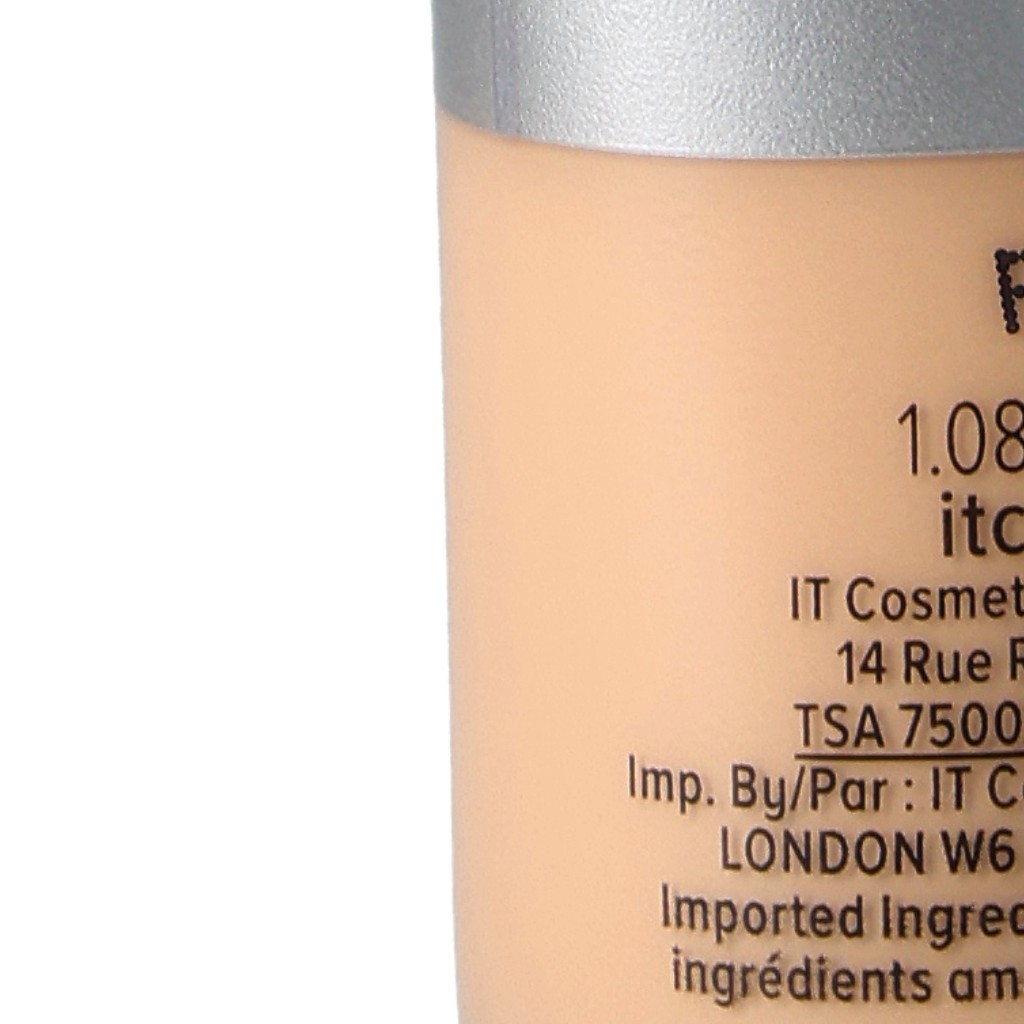 1.08
itc
IT Cosmet
14 Rue
TSA 7500
Imp. By/Par : IT C
LONDON W6
Imported Ingred
ingrédients am